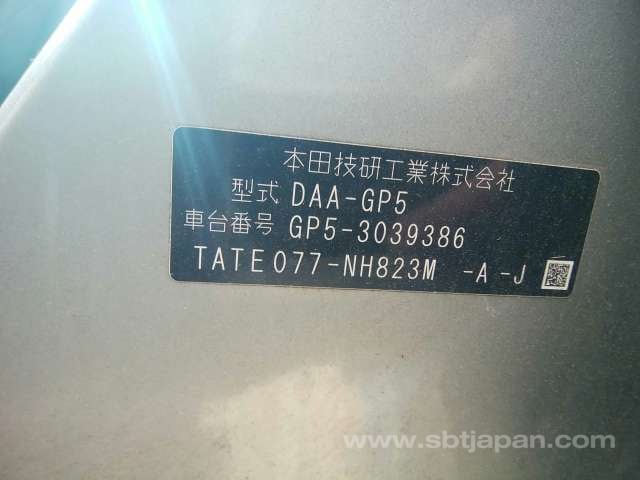 本田技研工業株式会社
型式 DAA-GP5
車台番号 GP5-3039386
TATE077-NH823M -A -J
www.sbtjapan.com